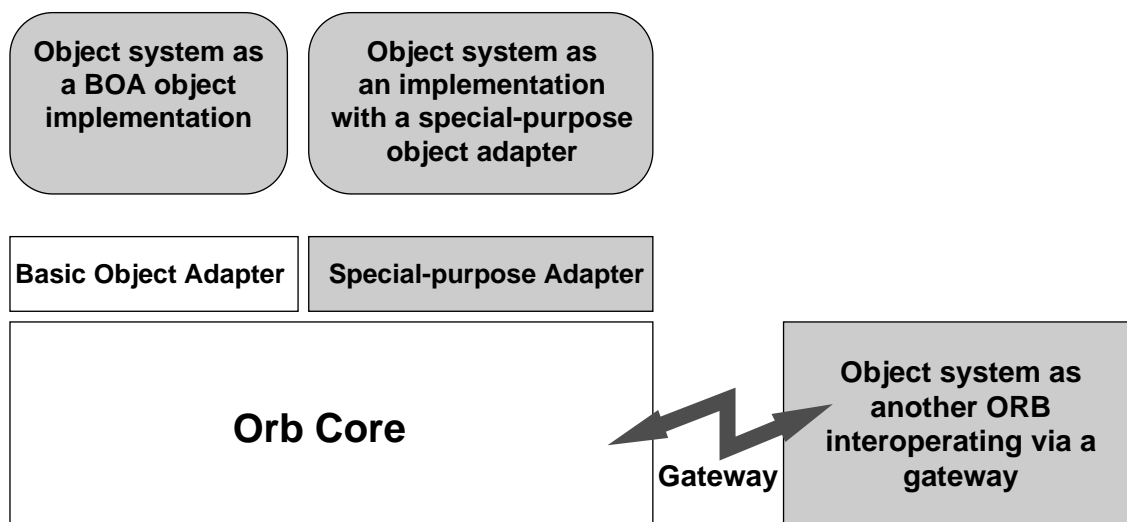 Object system as
a BOA object
implementation
Object system as
an implementation
with a special-purpose
object adapter
Basic Object Adapter
Special-purpose Adapter
Orb Core
Gateway
Object system as
another ORB
interoperating via a
gateway